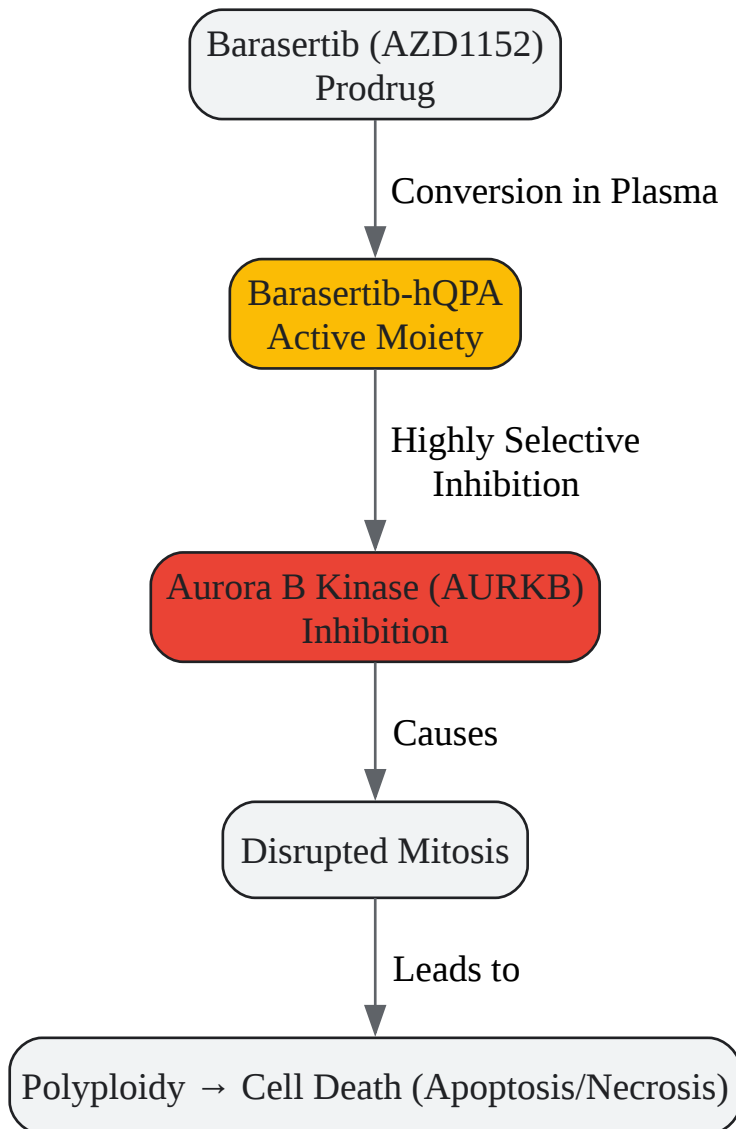 Barasertib (AZD1152)
Prodrug
Conversion in Plasma
Barasertib-hQPA
Active Moiety
Highly Selective
Inhibition
Aurora B Kinase (AURKB)
Inhibition
Causes
Disrupted Mitosis
Leads to
Polyploidy → Cell Death (Apoptosis/Necrosis)